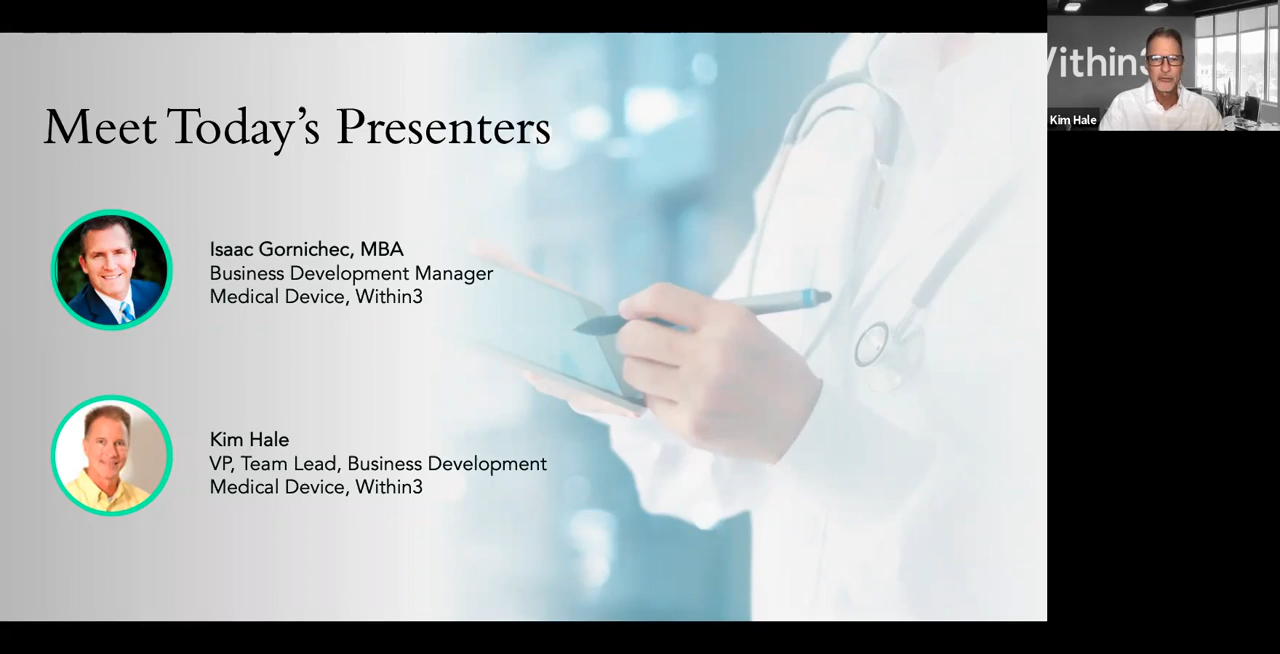 Meet Today's Presenters
Isaac Gornichec, MBA
Business Development Manager
Medical Device, Within3
Kim Hale
VP, Team Lead, Business Development
Medical Device, Within3
Within3
Kim Hale